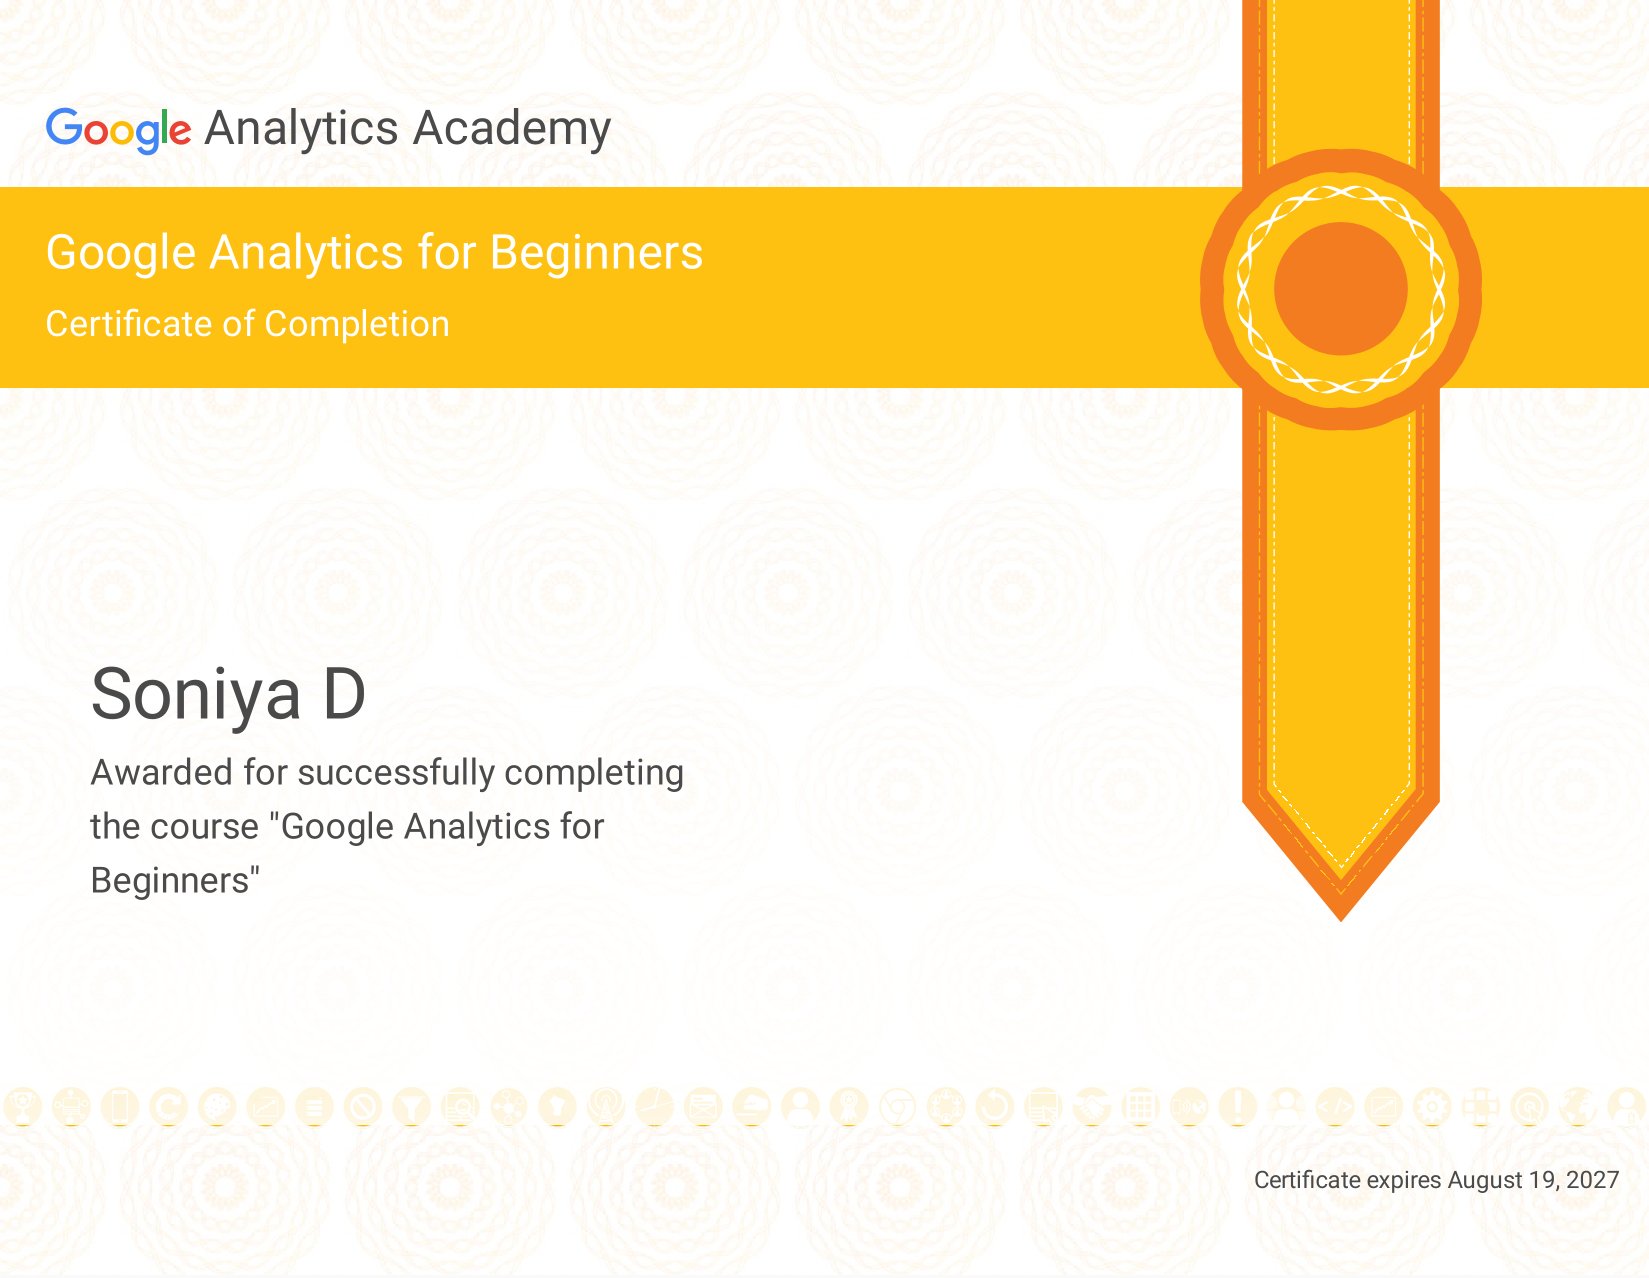 Google Analytics Academy
Google Analytics for Beginners
Certificate of Completion
Soniya D
Awarded for successfully completing
the course "Google Analytics for
Beginners"
Certificate expires August 19, 2027